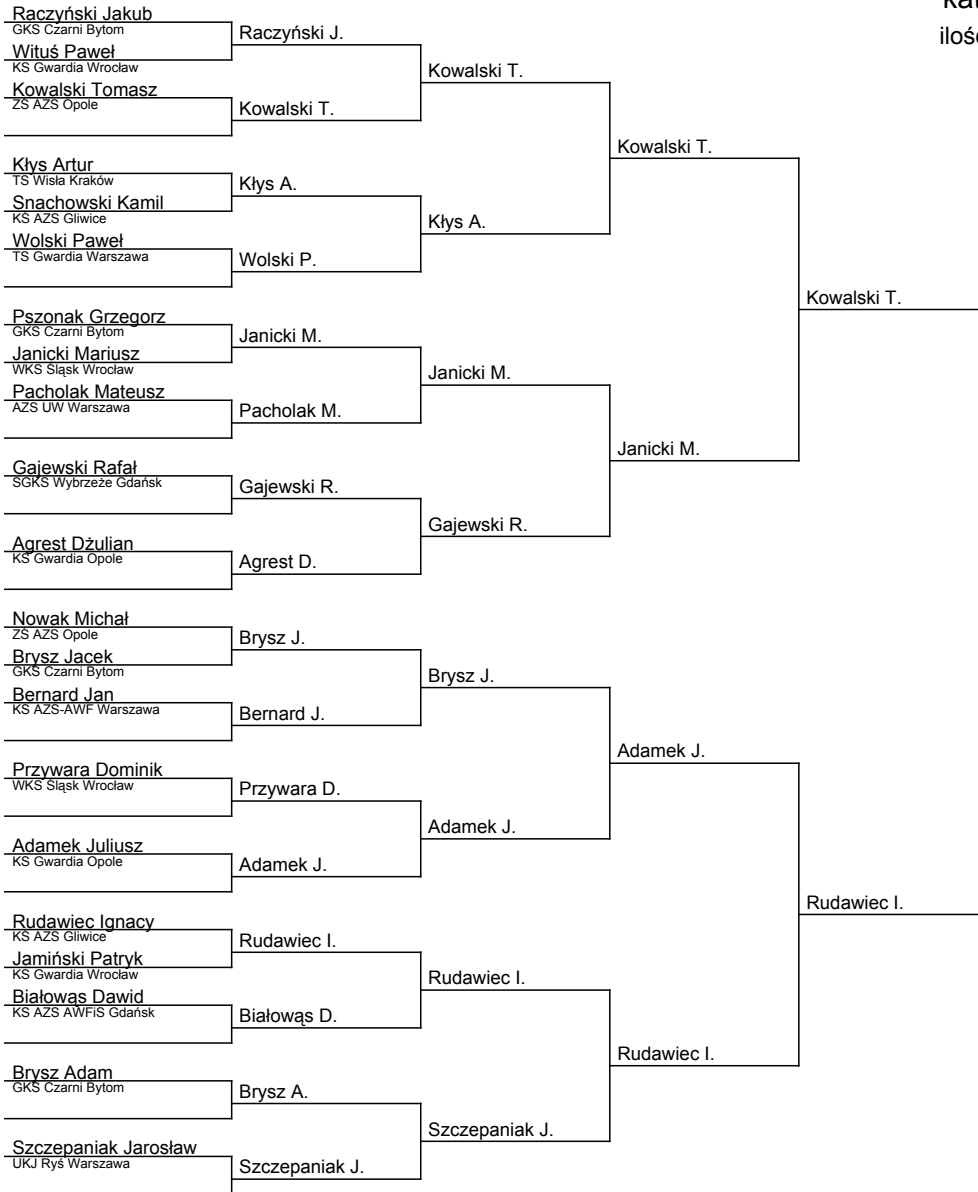 kat
ilość
Raczyński Jakub
GKS Czarni Bytom
Wituś Paweł
KS Gwardia Wrocław
Kowalski Tomasz
ZŚ AZS Opole
Kłys Artur
TS Wisła Kraków
Snachowski Kamil
KŚ AZS Gliwice
Wolski Paweł
TS Gwardia Warszawa
Pszonak Grzegorz
GKS Czarni Bytom
Janicki Mariusz
WKS Śląsk Wrocław
Pacholak Mateusz
AZS UW Warszawa
Gajewski Rafał
SGKS Wybrzeże Gdańsk
Agrest Dżulian
KS Gwardia Opole
Nowak Michał
ZŚ AZS Opole
Brysz Jacek
GKS Czarni Bytom
Bernard Jan
KS AZS-AWF Warszawa
Przywara Dominik
WKS Śląsk Wrocław
Adamek Juliusz
KS Gwardia Opole
Rudawiec Ignacy
KŚ AZS Gliwice
Jamiński Patryk
KS Gwardia Wrocław
Białowąs Dawid
KS AZS AWFiS Gdańsk
Brysz Adam
GKS Czarni Bytom
Szczepaniak Jarosław
UKJ Ryś Warszawa
Raczyński J.
Kowalski T.
Kłys A.
Wolski P.
Janicki M.
Pacholak M.
Gajewski R.
Agrest D.
Brysz J.
Bernard J.
Przywara D.
Adamek J.
Rudawiec I.
Białowąs D.
Brysz A.
Szczepaniak J.
Kowalski T.
Kłys A.
Janicki M.
Gajewski R.
Brysz J.
Adamek J.
Rudawiec I.
Szczepaniak J.
Kowalski T.
Janicki M.
Adamek J.
Rudawiec I.
Kowalski T.
Rudawiec I.